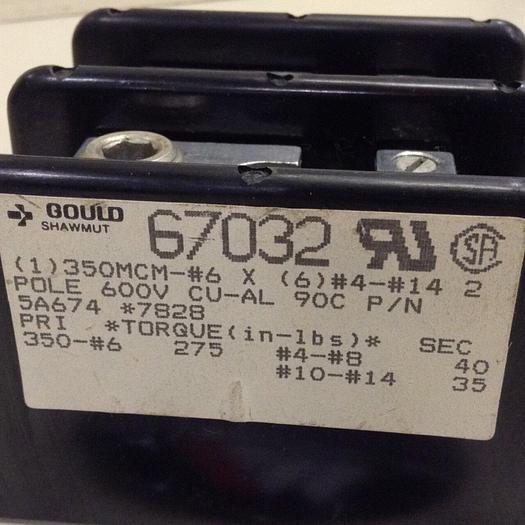 GOULD
SHAWMUT
67032
(1)350MCM-#6 X (6)#4-#14 2
POLE 600V CU-AL 90C P/N
5A674 *7828
PRI *TORQUE(in-lbs)* SEC
350-#6 275 #4-#8 40
#10-#14 35